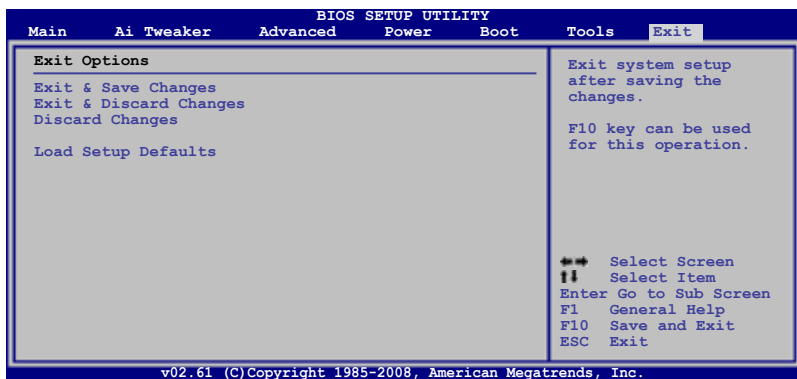 BIOS SETUP UTILITY
Main Ai Tweaker Advanced Power Boot Tools Exit
Exit Options
Exit & Save Changes
Exit & Discard Changes
Discard Changes
Load Setup Defaults
Exit system setup
after saving the
changes.
F10 key can be used
for this operation.
Select Screen
Select Item
Enter Go to Sub Screen
F1 General Help
F10 Save and Exit
ESC Exit
v02.61 (C)Copyright 1985-2008, American Megatrends, Inc.